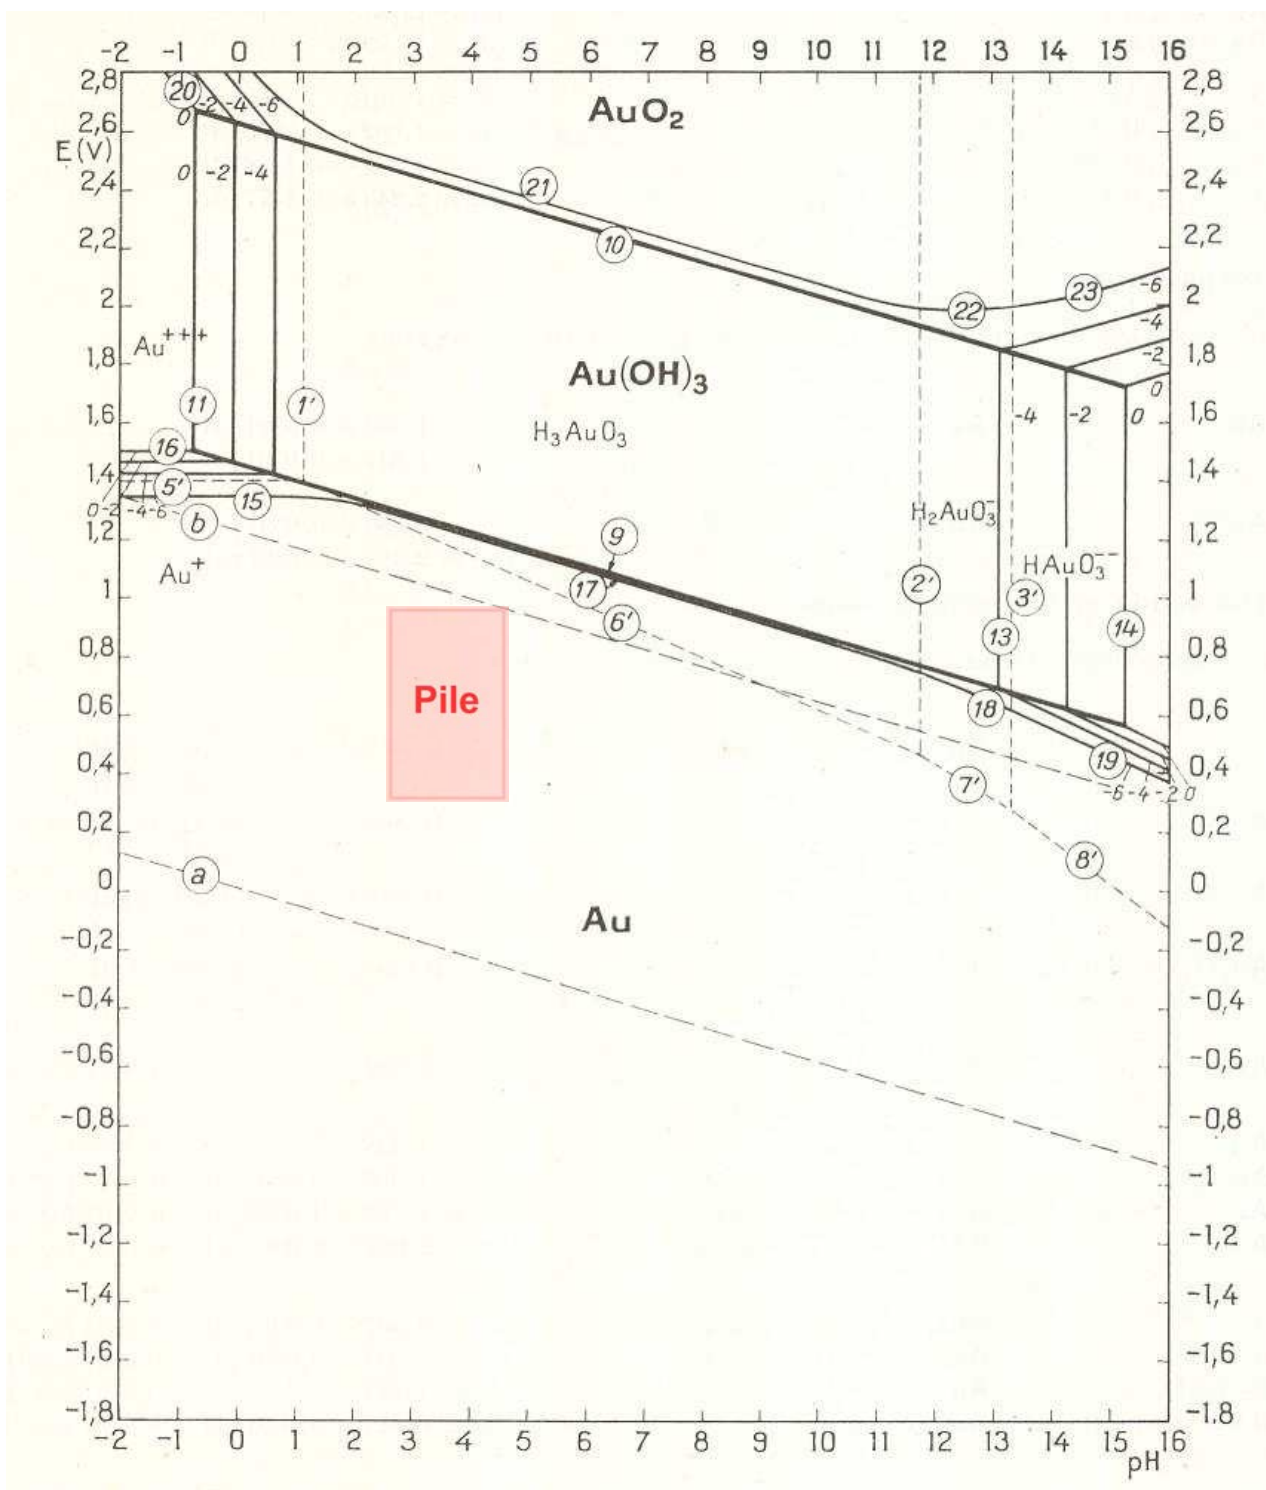 -2 -1 0 1 2 3 4 5 6 7 8 9 10 11 12 13 14 15 16
2,8 20 -2 -4 -6 AuO2 2,8
0
2,6 2,6
E(V)
2,4 0 -2 -4 21 2,4
2,2 10 2,2
23 -6
2 22 2
-4
Au+++
1,8 Au(OH)3 -2 1,8
0
1,6 11 1' H3AuO3 -4 -2 0 1,6
16
1,4 5' 1,4
15 H2AuO3-
0 -2 -4 -6 b 9
1,2 1,2
Au+ HAuO3--
1 17 2' 3' 1
6'
0,8 13 14 0,8
Pile
0,6 18 0,6
0,4 7' 19 0,4
-6 -4 -2 0
0,2 0,2
8'
0 a 0
Au
-0,2 -0,2
-0,4 -0,4
-0,6 -0,6
-0,8 -0,8
-1 -1
-1,2 -1,2
-1,4 -1,4
-1,6 -1,6
-1,8 -1.8
-2 -1 0 1 2 3 4 5 6 7 8 9 10 11 12 13 14 15 16
pH